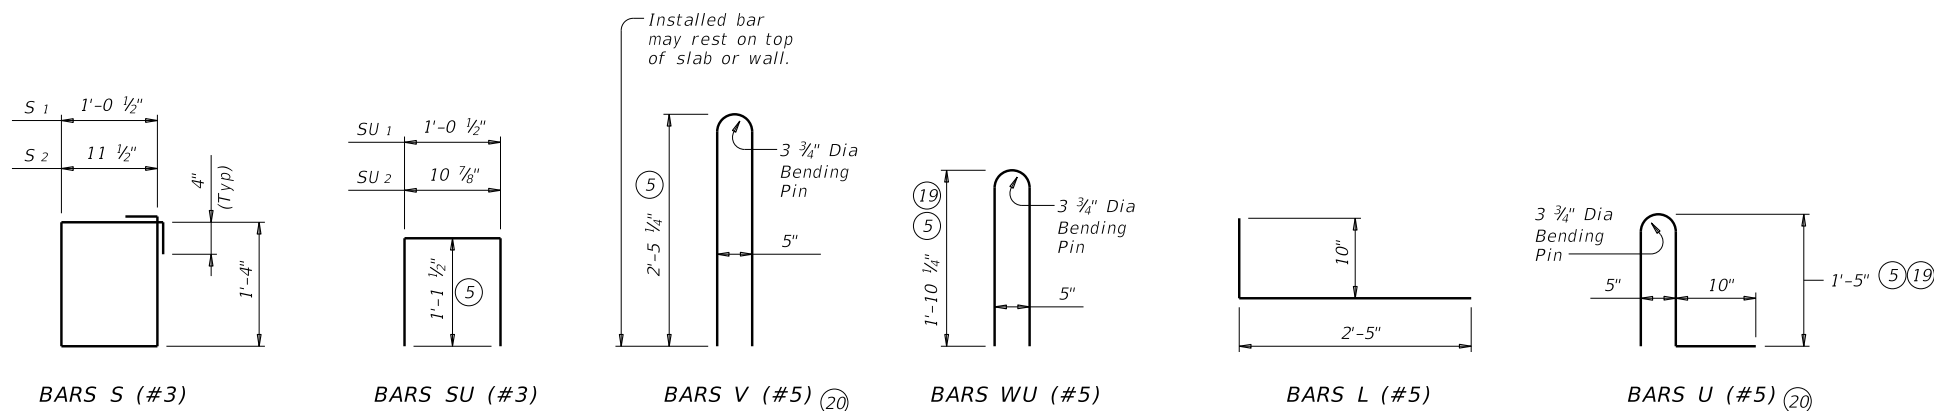 Installed bar
may rest on top
of slab or wall.
S 1
1'-0 ½"
S 2
11 ½"
4"
(Typ)
1'-4"
BARS S (#3)
SU 1
1'-0 ½"
SU 2
10 ⅞"
1'-1 ½"
5
BARS SU (#3)
5
2'-5 ¼"
3 ¾" Dia
Bending
Pin
5"
BARS V (#5) 20
19
5
1'-10 ¼"
3 ¾" Dia
Bending
Pin
5"
BARS WU (#5)
10"
2'-5"
BARS L (#5)
3 ¾" Dia
Bending
Pin
5"
10"
1'-5" 5 19
BARS U (#5) 20